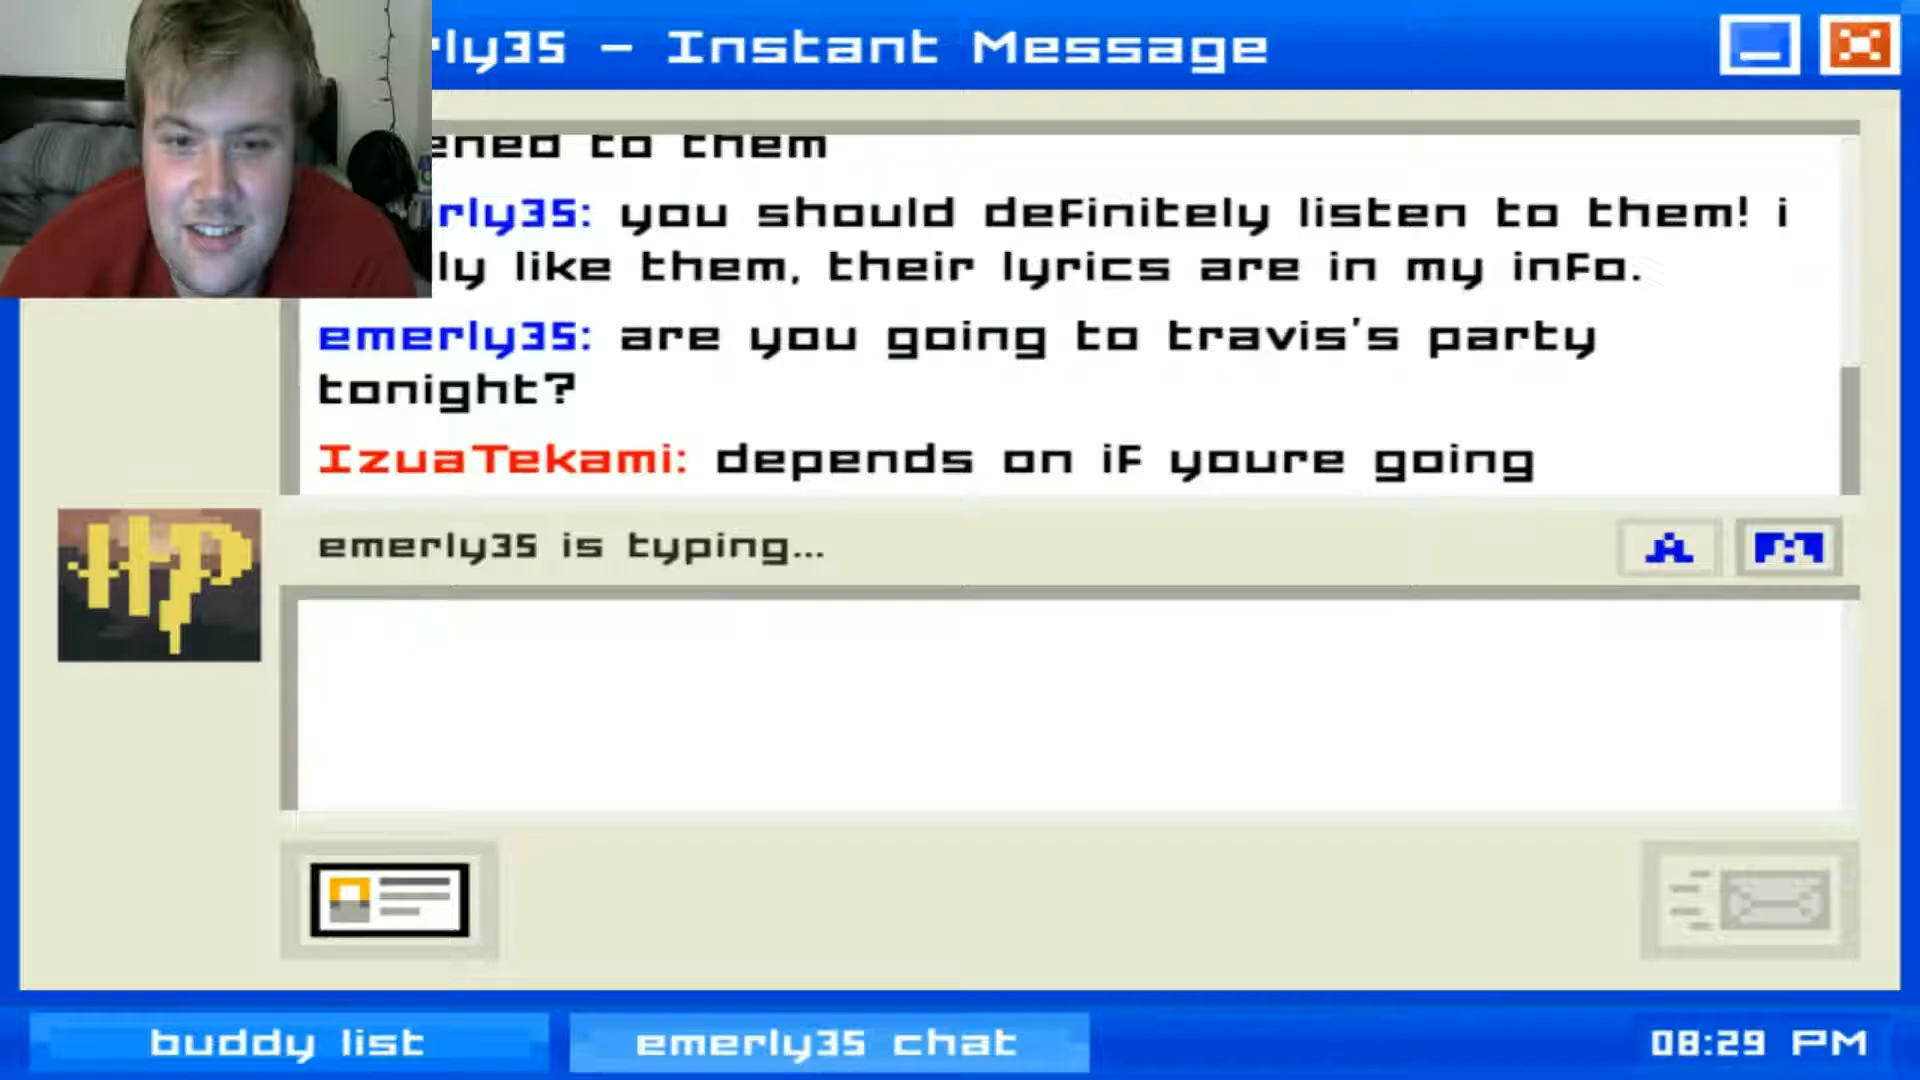 rly35 - Instant Message
ened to them
rly35: you should definitely listen to them! i
ly like them, their lyrics are in my info.
emerly35: are you going to travis's party
tonight?
IzuaTekami: depends on if youre going
HP
emerly35 is typing...
buddy list
emerly35 chat
08:29 PM